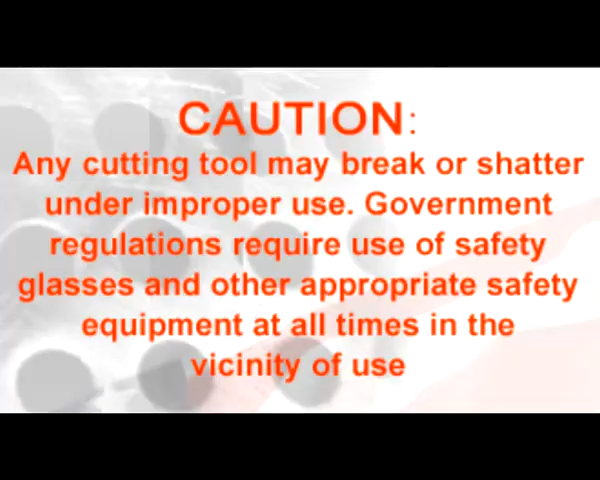 CAUTION:
Any cutting tool may break or shatter
under improper use. Government
regulations require use of safety
glasses and other appropriate safety
equipment at all times in the
vicinity of use